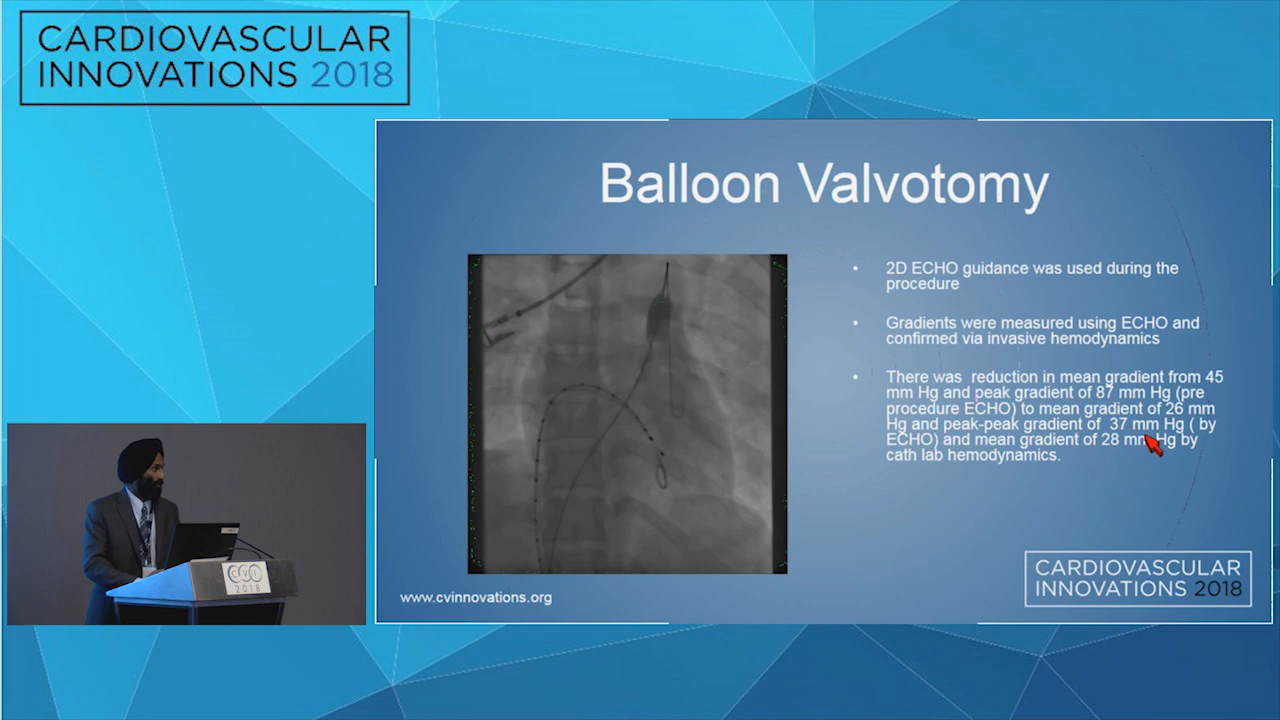 CARDIOVASCULAR
INNOVATIONS 2018
Balloon Valvotomy
• 2D ECHO guidance was used during the
procedure
• Gradients were measured using ECHO and
confirmed via invasive hemodynamics
• There was reduction in mean gradient from 45
mm Hg and peak gradient of 87 mm Hg (pre
procedure ECHO) to mean gradient of 26 mm
Hg and peak-peak gradient of 37 mm Hg ( by
ECHO) and mean gradient of 28 mm Hg by
cath lab hemodynamics.
CVI
2018
www.cvinnovations.org
CARDIOVASCULAR
INNOVATIONS 2018